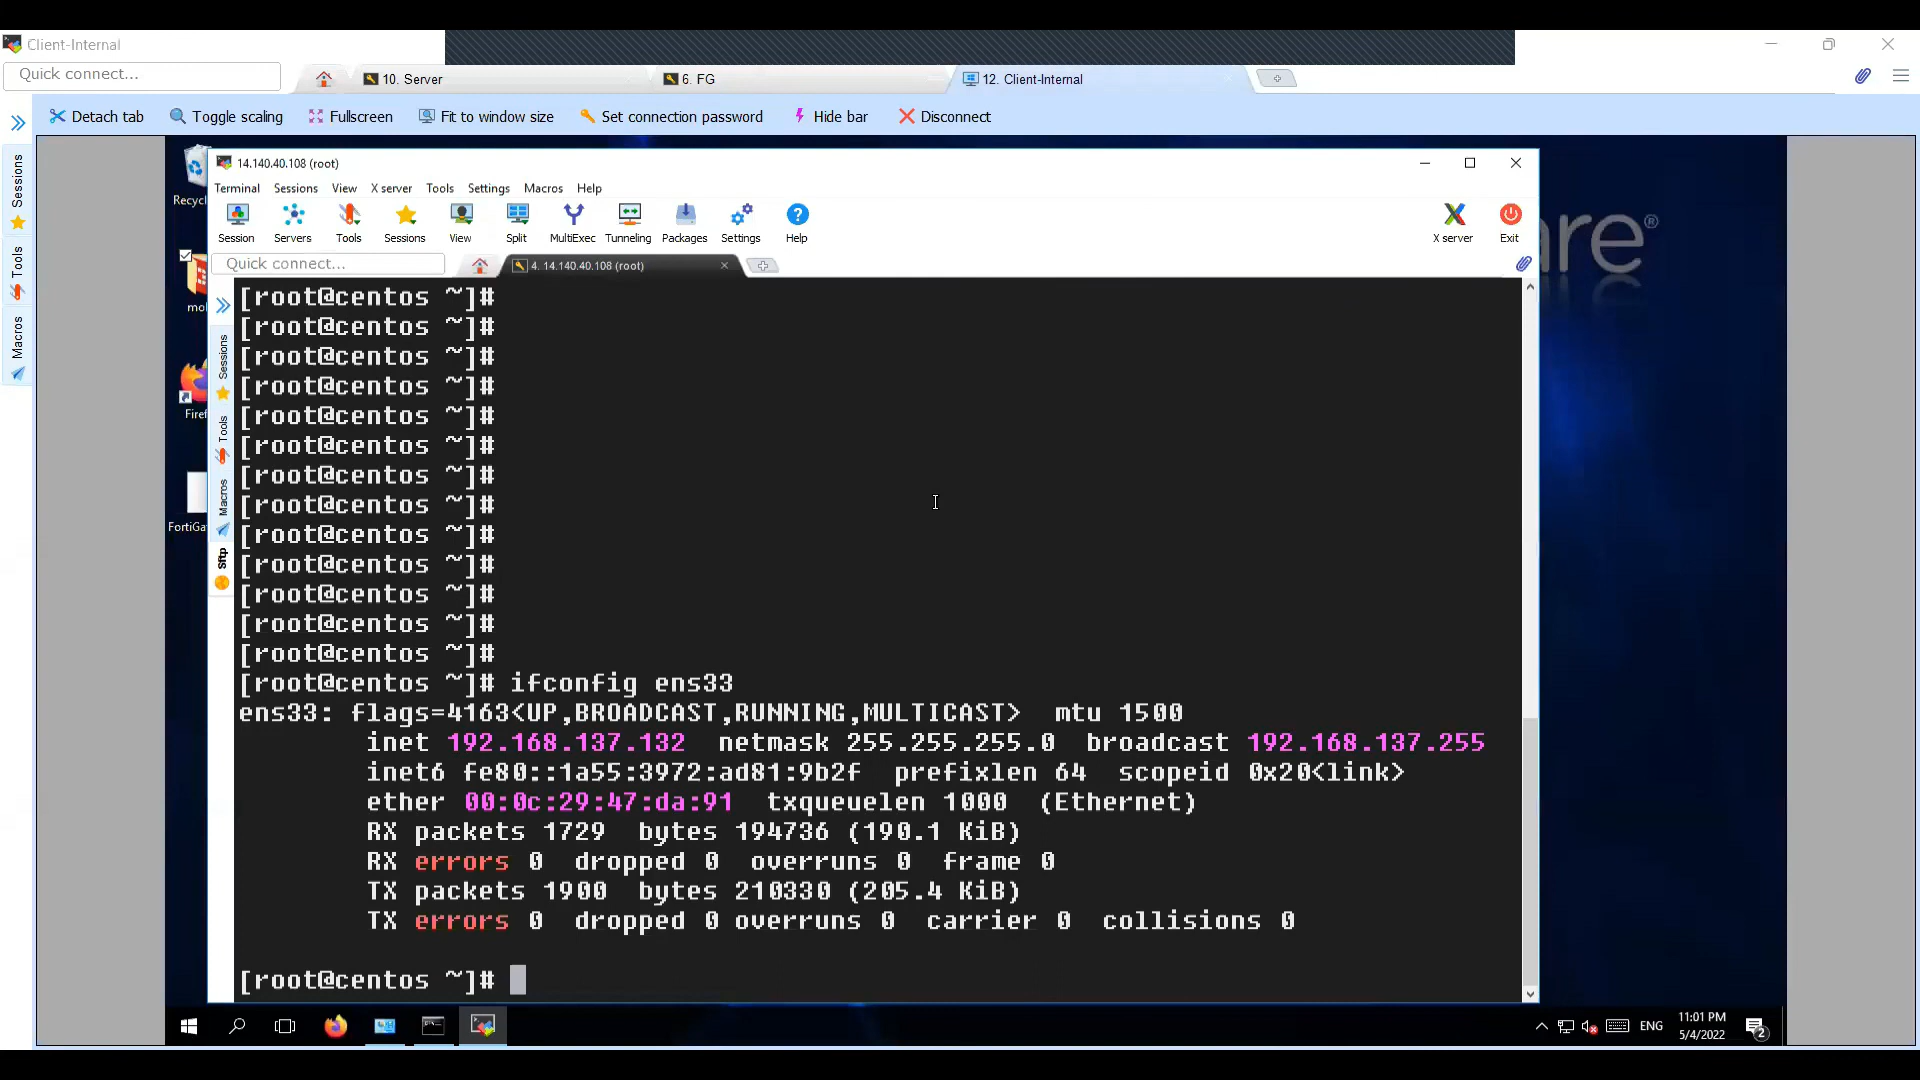 Client-Internal
Quick connect...
10. Server
6. FG
12. Client-Internal
Detach tab
Toggle scaling
Fullscreen
Fit to window size
Set connection password
Hide bar
Disconnect
Sessions
Tools
Macros
Recycl
mol
Firef
FortiGat
are®
14.140.40.108 (root)
Terminal Sessions View X server Tools Settings Macros Help
Session Servers Tools Sessions View Split MultiExec Tunneling Packages Settings Help
X server Exit
Quick connect...
4. 14.140.40.108 (root)
Sessions
Tools
Macros
Sftp
[root@centos ~]#
[root@centos ~]#
[root@centos ~]#
[root@centos ~]#
[root@centos ~]#
[root@centos ~]#
[root@centos ~]#
[root@centos ~]#
[root@centos ~]#
[root@centos ~]#
[root@centos ~]#
[root@centos ~]#
[root@centos ~]#
[root@centos ~]# ifconfig ens33
ens33: flags=4163<UP,BROADCAST,RUNNING,MULTICAST>  mtu 1500
        inet 192.168.137.132  netmask 255.255.255.0  broadcast 192.168.137.255
        inet6 fe80::1a55:3972:ad81:9b2f  prefixlen 64  scopeid 0x20<link>
        ether 00:0c:29:47:da:91  txqueuelen 1000  (Ethernet)
        RX packets 1729  bytes 194736 (190.1 KiB)
        RX errors 0  dropped 0  overruns 0  frame 0
        TX packets 1900  bytes 210330 (205.4 KiB)
        TX errors 0  dropped 0 overruns 0  carrier 0  collisions 0
[root@centos ~]#
ENG
11:01 PM
5/4/2022
2